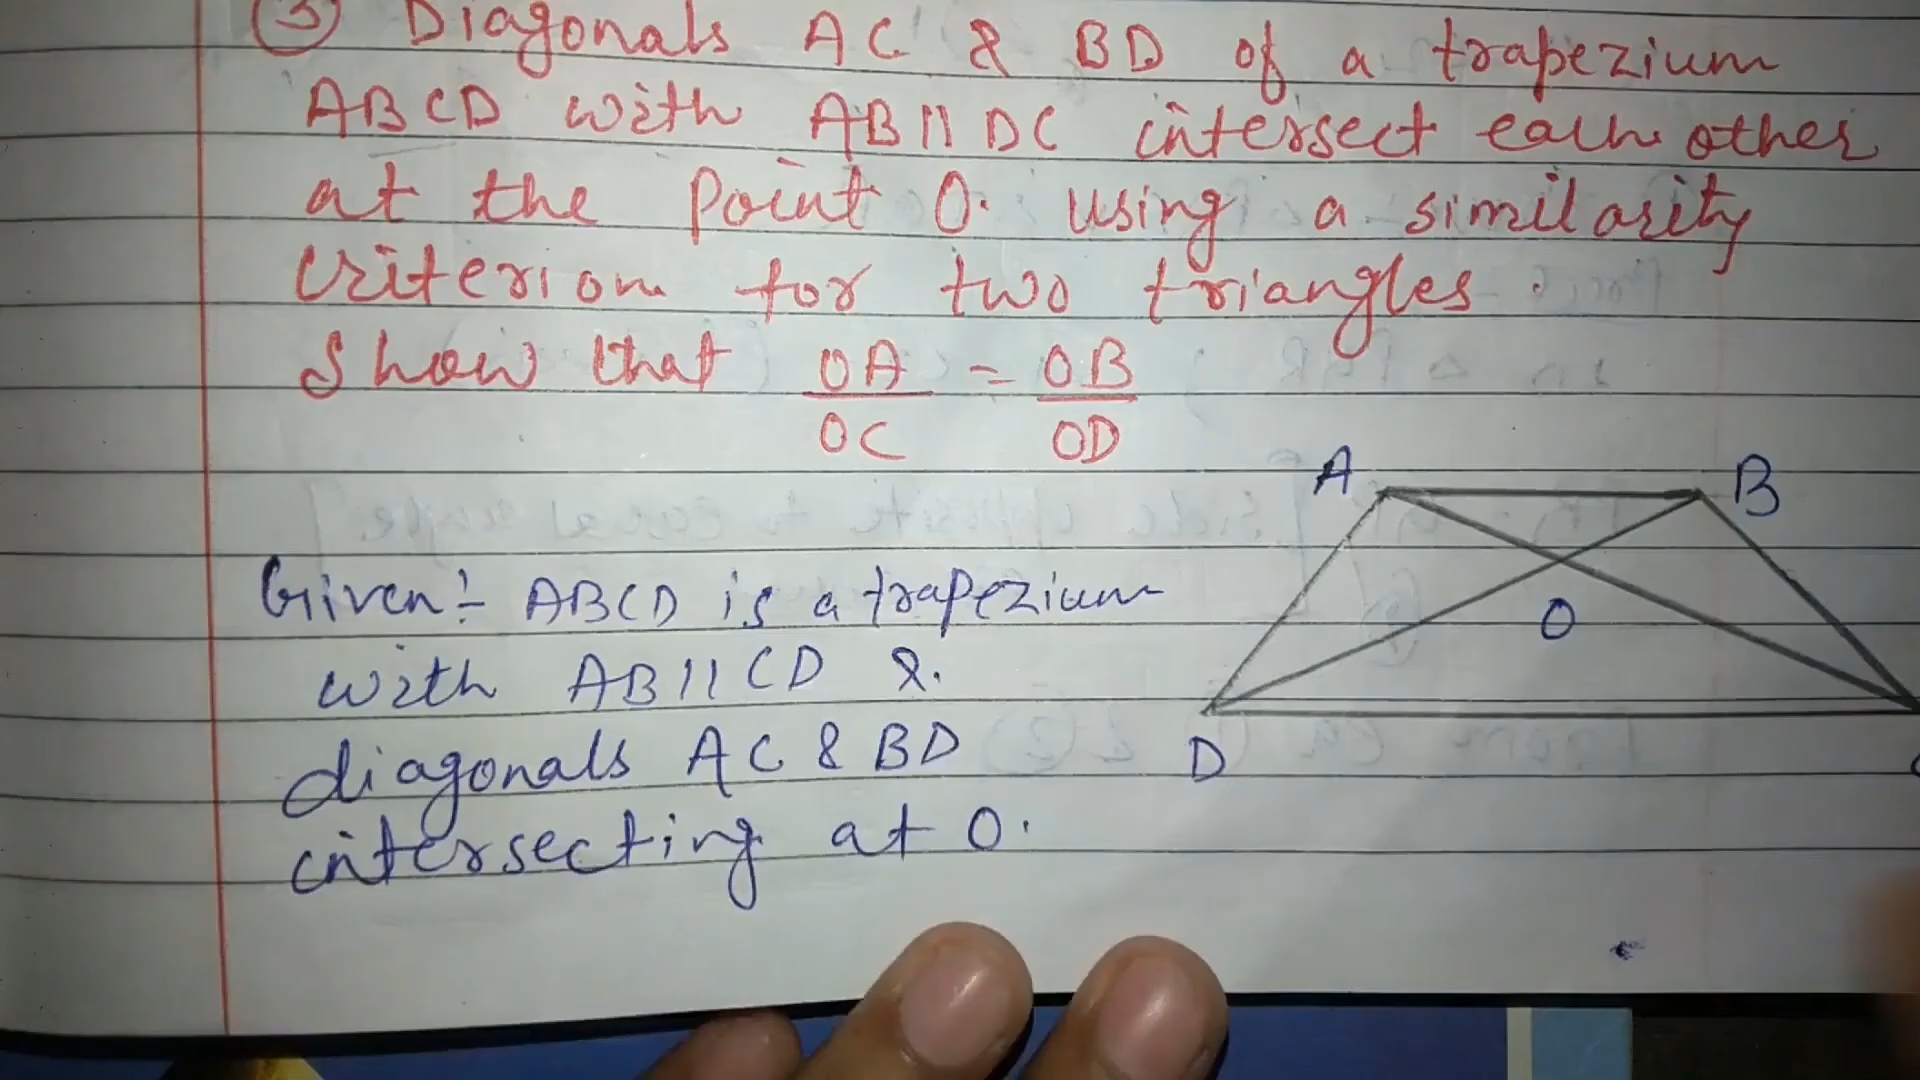 ③ Diagonals AC & BD of a trapezium
ABCD with AB || DC intersect each other
at the point O. using a similarity
criterion for two triangles.
Show that OA/OC = OB/OD
A
B
Given:- ABCD is a trapezium
O
with AB || CD &.
diagonals AC & BD
D
intersecting at O.